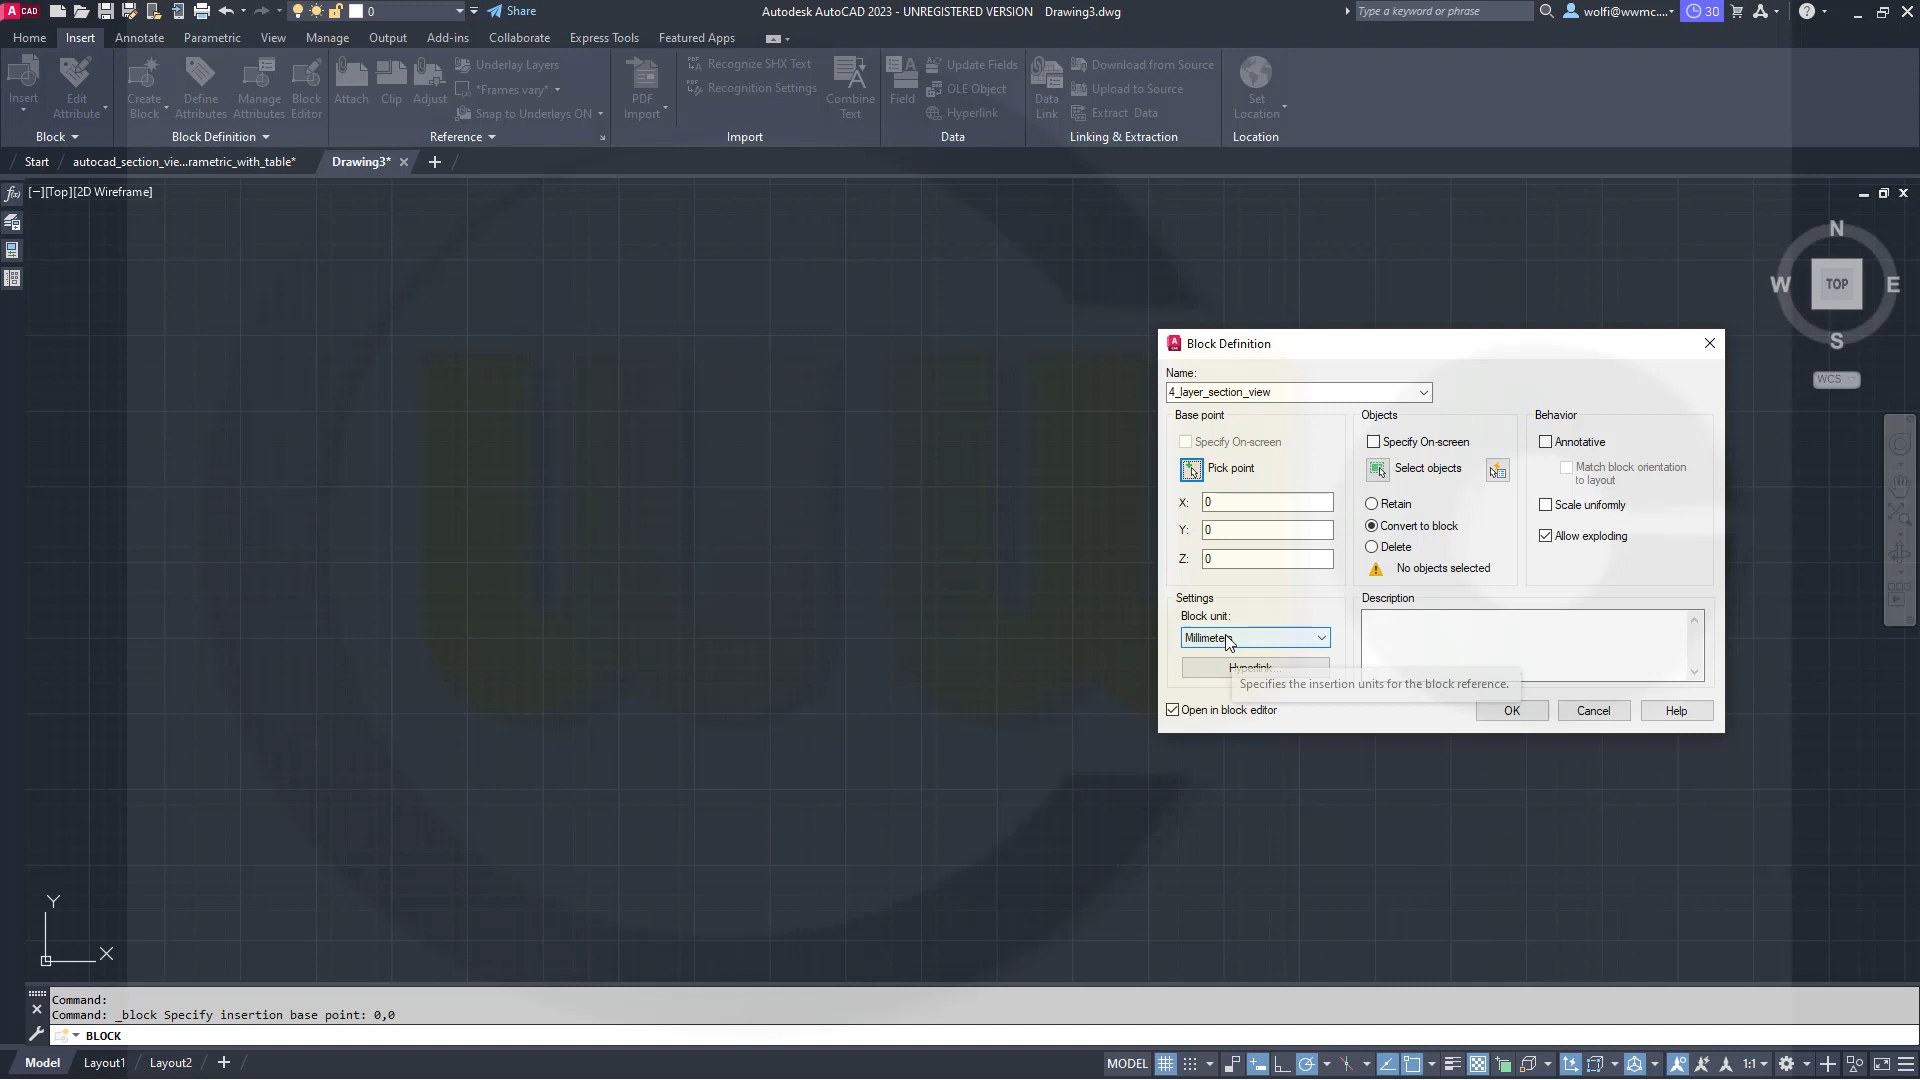 CAD
0
Share
Autodesk AutoCAD 2023 - UNREGISTERED VERSION Drawing3.dwg
Type a keyword or phrase
wolfi@wwmc....
30
Home Insert Annotate Parametric View Manage Output Add-ins Collaborate Express Tools Featured Apps
Insert
Edit Attribute
Create Block
Define Attributes
Manage Attributes
Block Editor
Attach
Clip
Adjust
Underlay Layers
*Frames vary*
Snap to Underlays ON
PDF Import
Recognize SHX Text
Recognition Settings
Combine Text
Field
Update Fields
OLE Object
Hyperlink
Data Link
Download from Source
Upload to Source
Extract Data
Set Location
Block Block Definition Reference Import Data Linking & Extraction Location
Start autocad_section_vie...rametric_with_table* Drawing3*
[−][Top][2D Wireframe]
N
W TOP E
S
WCS
Block Definition
Name:
4_layer_section_view
Base point
Specify On-screen
Pick point
X: 0
Y: 0
Z: 0
Objects
Specify On-screen
Select objects
Retain
Convert to block
Delete
No objects selected
Behavior
Annotative
Match block orientation
to layout
Scale uniformly
Allow exploding
Settings
Block unit:
Millimeters
Hyperlink...
Description
Specifies the insertion units for the block reference.
Open in block editor
OK Cancel Help
Y
X
Command:
Command: _block Specify insertion base point: 0,0
BLOCK
Model Layout1 Layout2
MODEL
1:1